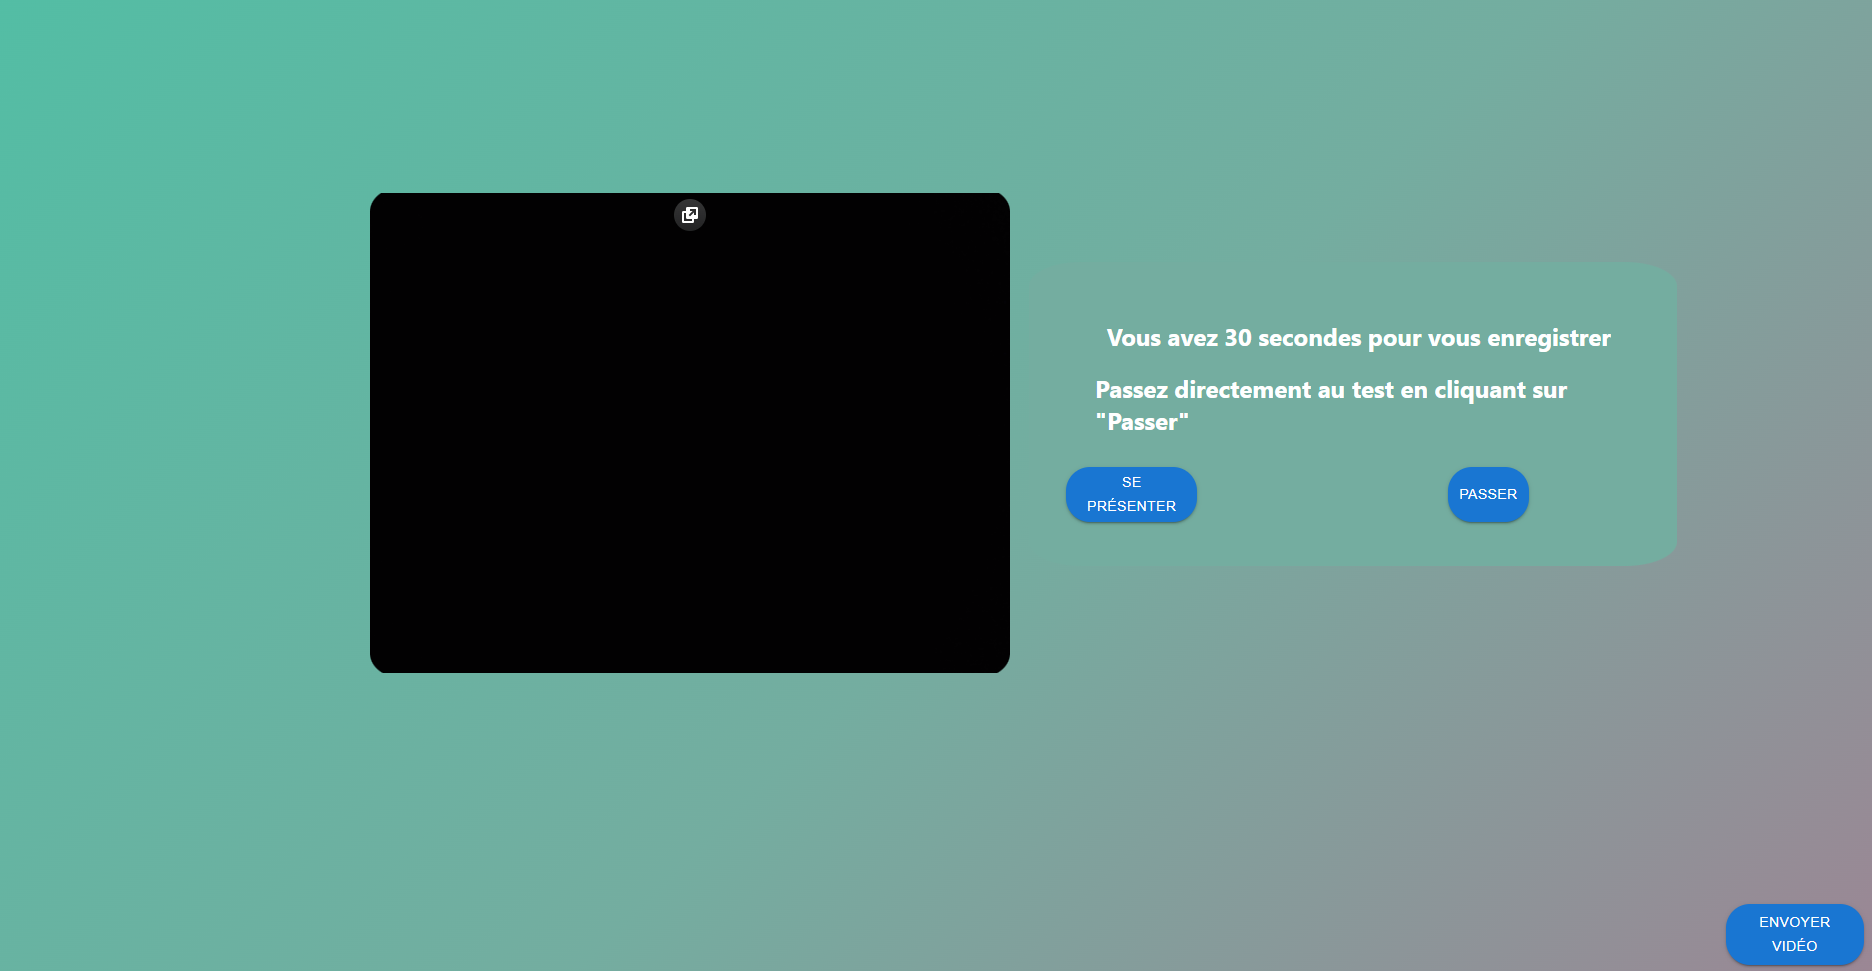 Vous avez 30 secondes pour vous enregistrer
Passez directement au test en cliquant sur
"Passer"
SE
PRÉSENTER
PASSER
ENVOYER
VIDÉO